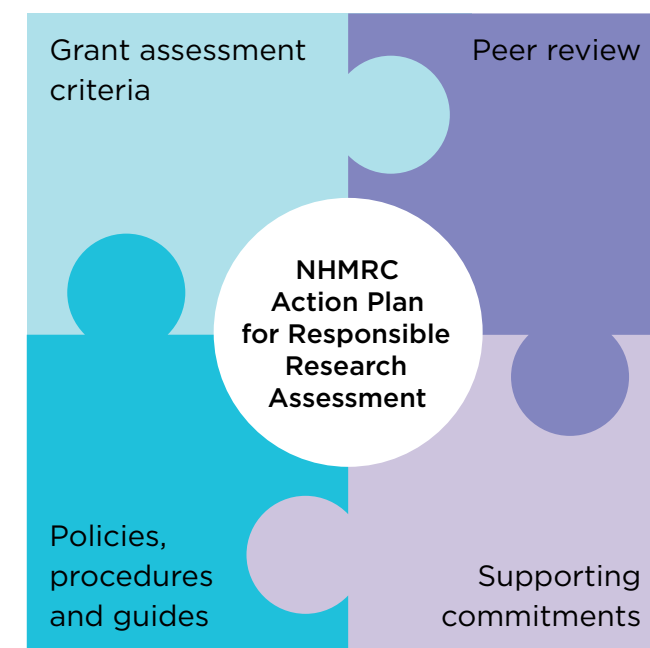 Grant assessment
criteria
Peer review
NHMRC
Action Plan
for Responsible
Research
Assessment
Policies,
procedures
and guides
Supporting
commitments